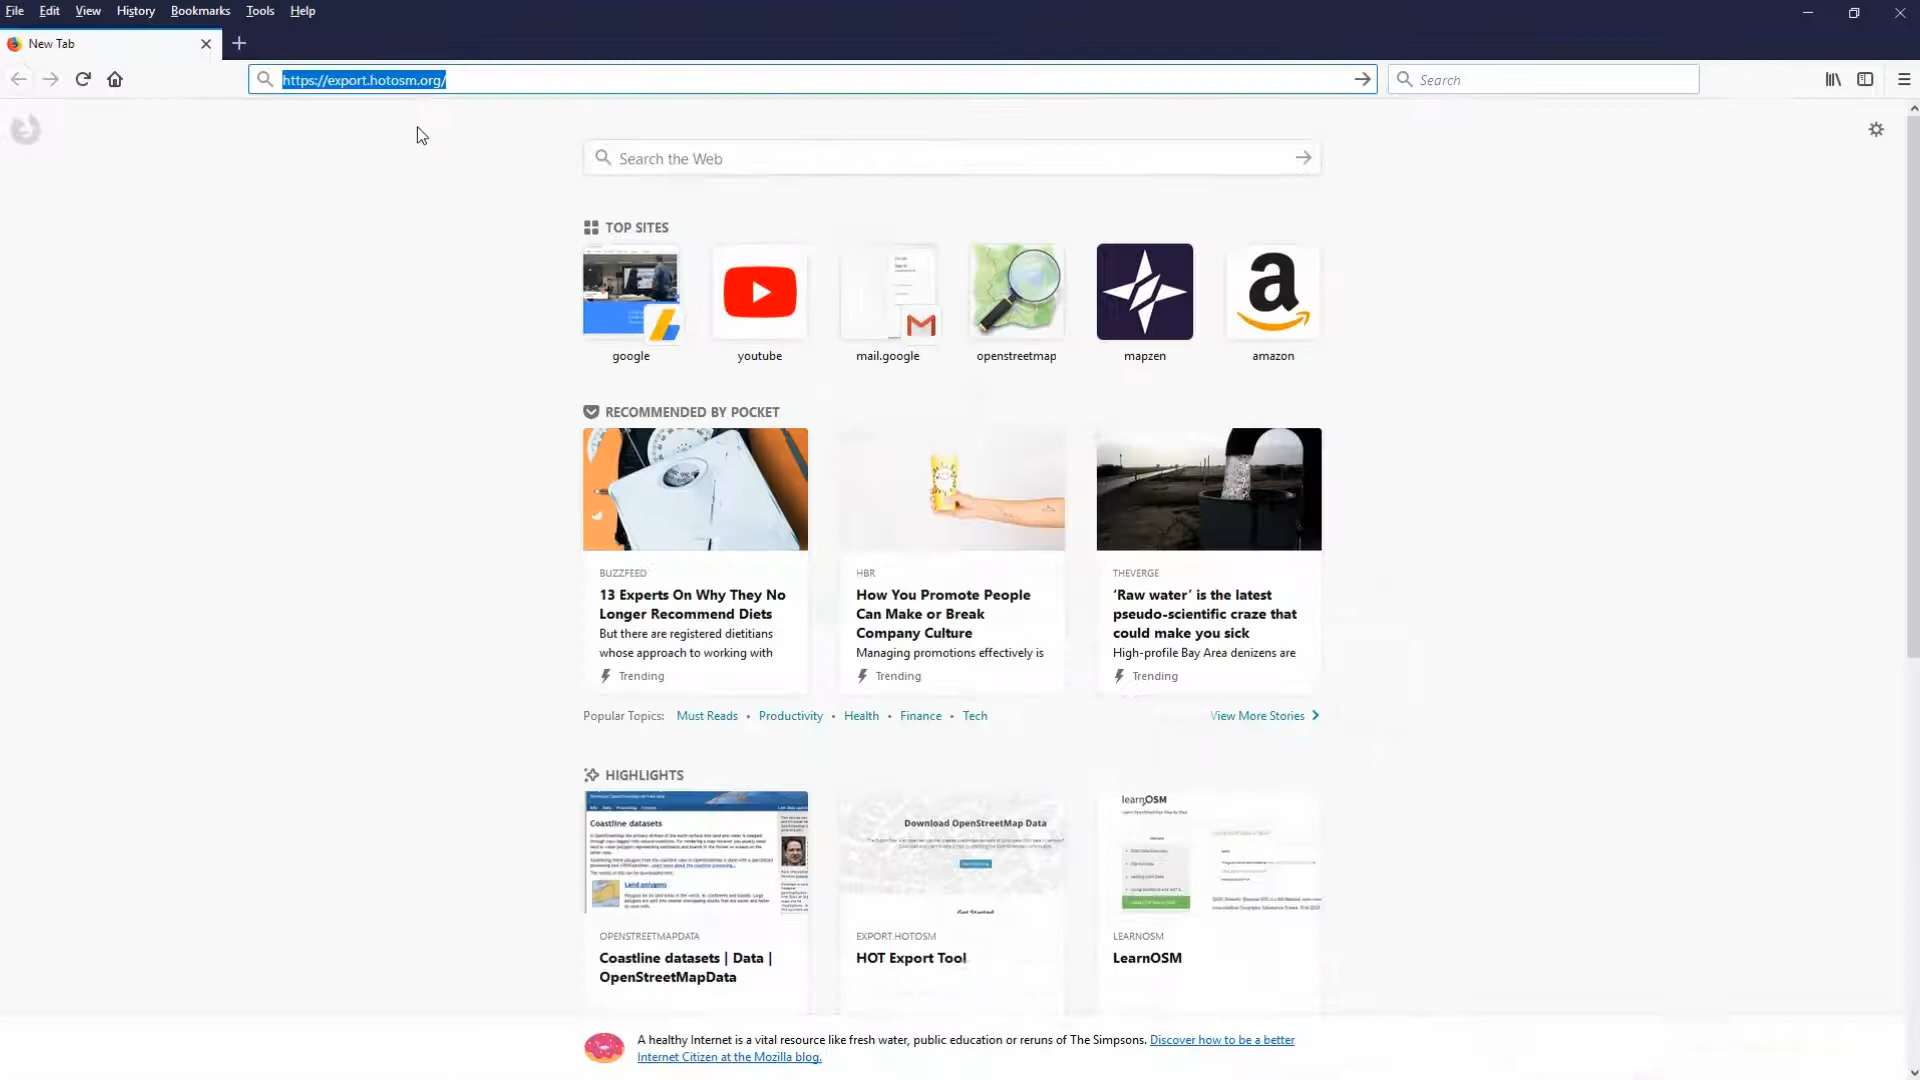 File Edit View History Bookmarks Tools Help
New Tab
https://export.hotosm.org/
Search
Search the Web
TOP SITES
google youtube mail.google openstreetmap mapzen amazon
RECOMMENDED BY POCKET
BUZZFEED
13 Experts On Why They No
Longer Recommend Diets
But there are registered dietitians
whose approach to working with
Trending
HBR
How You Promote People
Can Make or Break
Company Culture
Managing promotions effectively is
Trending
THEVERGE
‘Raw water’ is the latest
pseudo-scientific craze that
could make you sick
High-profile Bay Area denizens are
Trending
Popular Topics: Must Reads • Productivity • Health • Finance • Tech
View More Stories
HIGHLIGHTS
Coastline datasets
Land polygons
OPENSTREETMAPDATA
Coastline datasets | Data |
OpenStreetMapData
Download OpenStreetMap Data
Get Started
EXPORT.HOTOSM
HOT Export Tool
learnOSM
LEARNOSM
LearnOSM
A healthy Internet is a vital resource like fresh water, public education or reruns of The Simpsons. Discover how to be a better
Internet Citizen at the Mozilla blog.